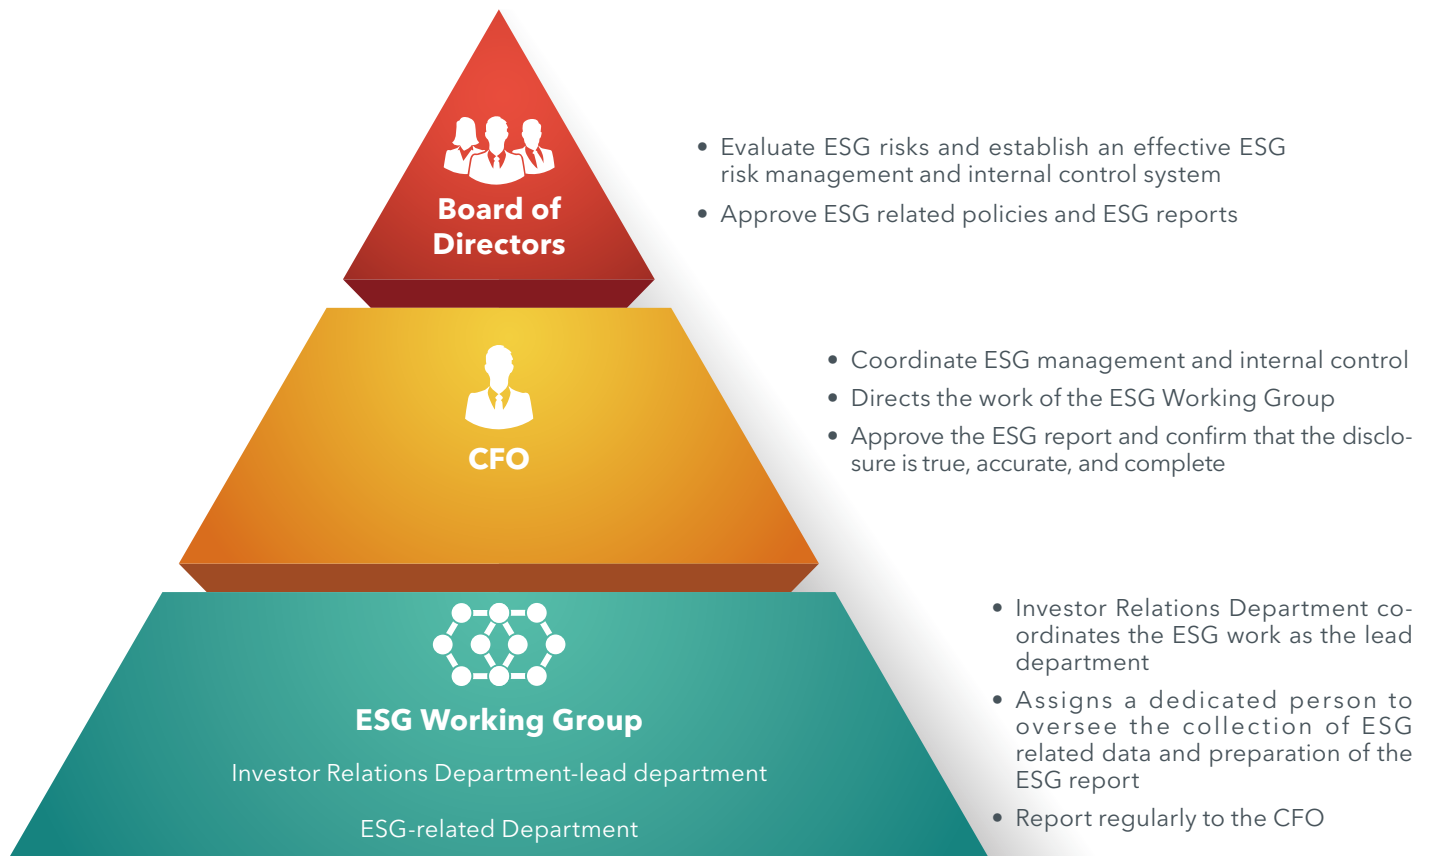 Board of
Directors
• Evaluate ESG risks and establish an effective ESG
risk management and internal control system
• Approve ESG related policies and ESG reports
CFO
• Coordinate ESG management and internal control
• Directs the work of the ESG Working Group
• Approve the ESG report and confirm that the disclo-
sure is true, accurate, and complete
ESG Working Group
Investor Relations Department-lead department
ESG-related Department
• Investor Relations Department co-
ordinates the ESG work as the lead
department
• Assigns a dedicated person to
oversee the collection of ESG
related data and preparation of the
ESG report
• Report regularly to the CFO